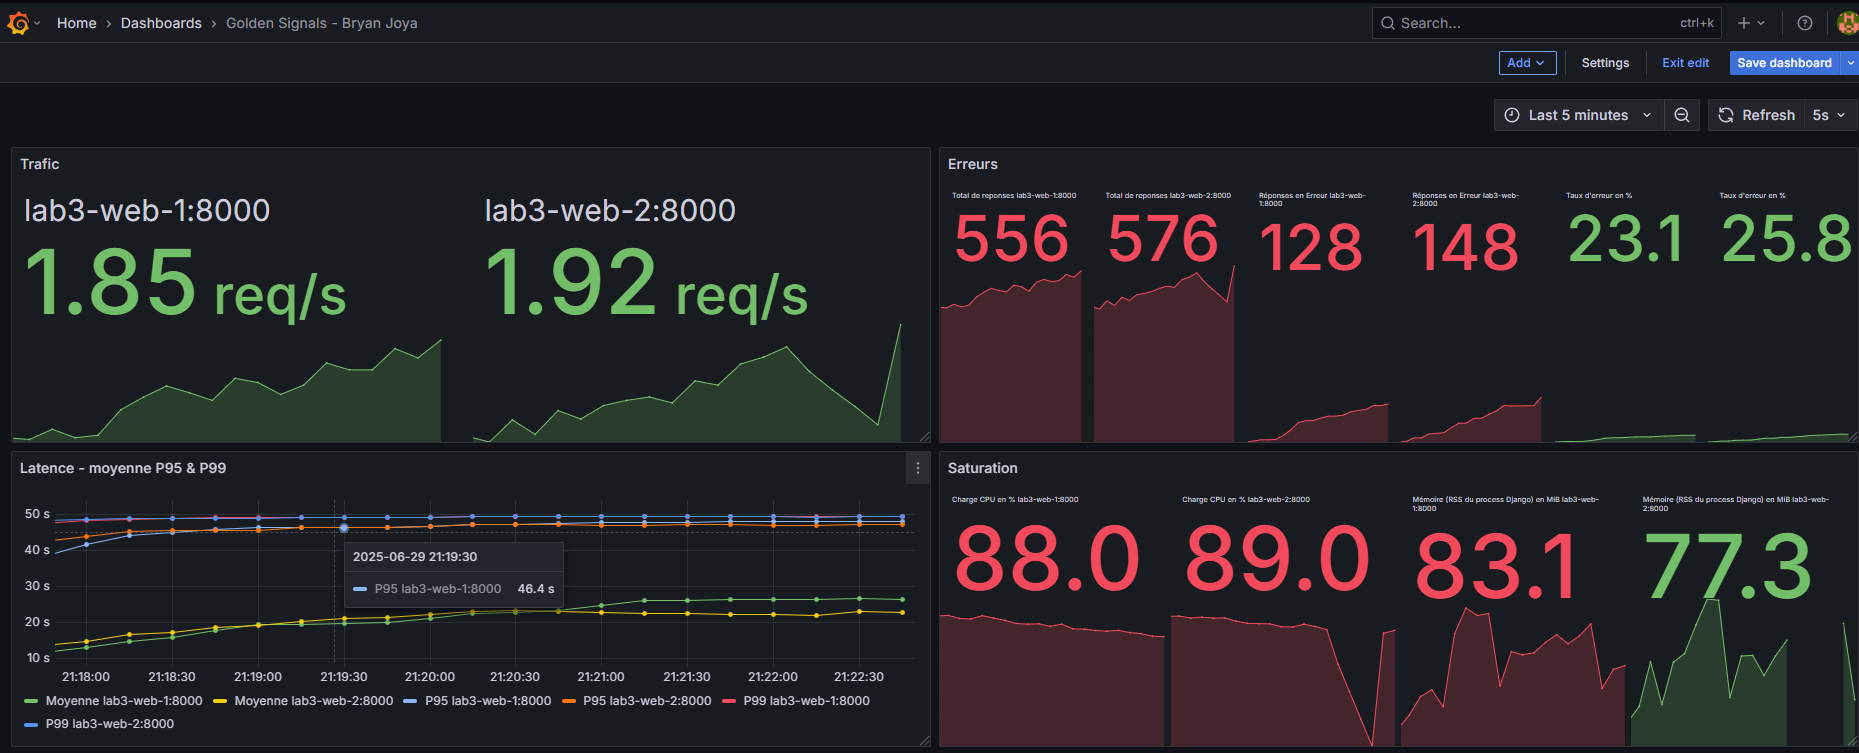 Home › Dashboards › Golden Signals - Bryan Joya
Search... ctrl+k
Add Settings Exit edit Save dashboard
Last 5 minutes Refresh 5s
Trafic
lab3-web-1:8000 lab3-web-2:8000
1.85 req/s 1.92 req/s
Erreurs
Total de reponses lab3-web-1:8000
556
Total de reponses lab3-web-2:8000
576
Réponses en Erreur lab3-web-
1:8000
128
Réponses en Erreur lab3-web-
2:8000
148
Taux d'erreur en %
23.1
Taux d'erreur en %
25.8
Latence - moyenne P95 & P99
50 s
40 s
30 s
20 s
10 s
2025-06-29 21:19:30
P95 lab3-web-1:8000 46.4 s
21:18:00 21:18:30 21:19:00 21:19:30 21:20:00 21:20:30 21:21:00 21:21:30 21:22:00 21:22:30
Moyenne lab3-web-1:8000 Moyenne lab3-web-2:8000 P95 lab3-web-1:8000 P95 lab3-web-2:8000 P99 lab3-web-1:8000
P99 lab3-web-2:8000
Saturation
Charge CPU en % lab3-web-1:8000
88.0
Charge CPU en % lab3-web-2:8000
89.0
Mémoire (RSS du process Django) en MiB lab3-web-
1:8000
83.1
Mémoire (RSS du process Django) en MiB lab3-web-
2:8000
77.3